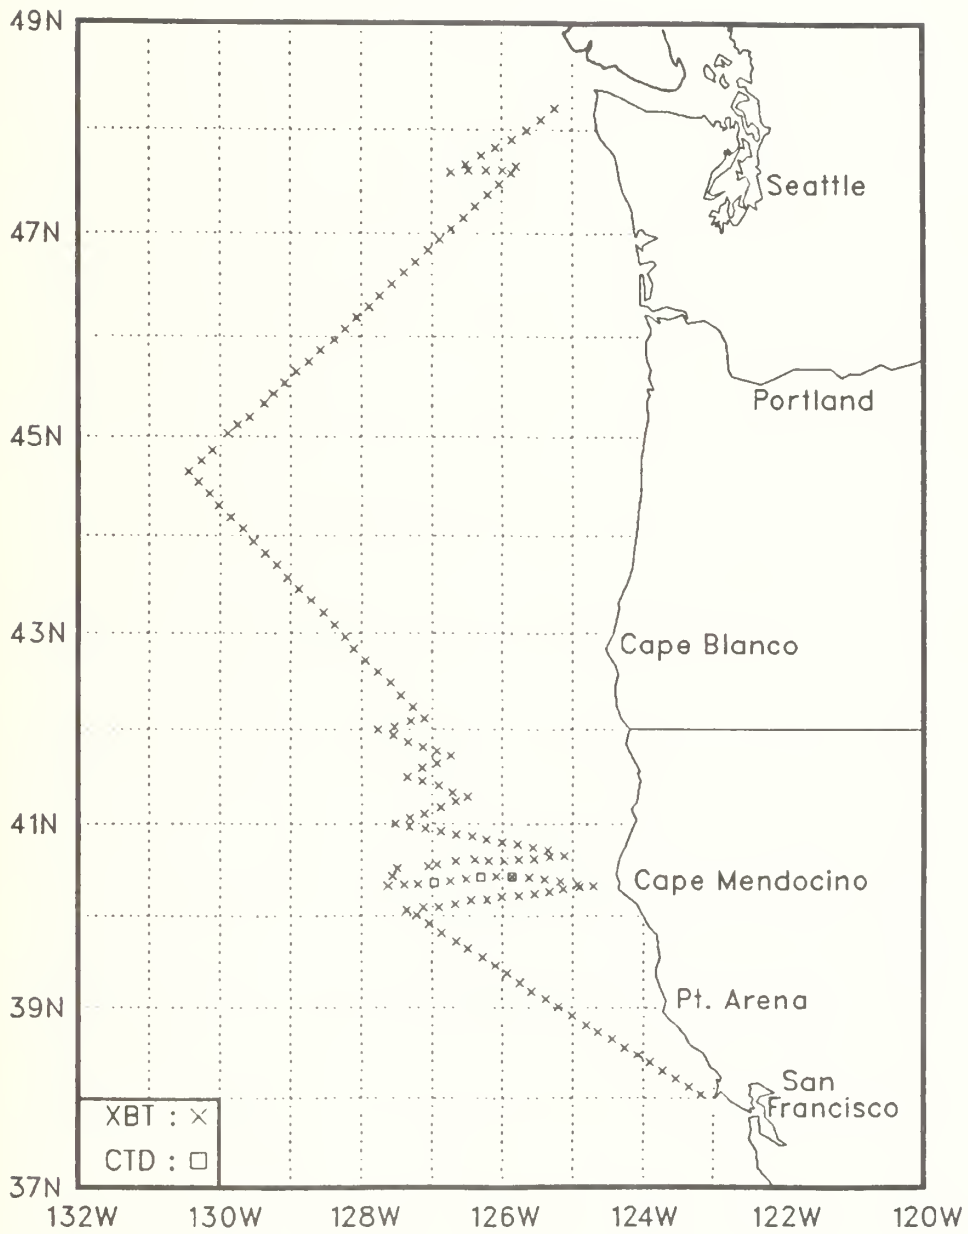 49N
Seattle
47N
Portland
45N
43N
Cape Blanco
41N
Cape Mendocino
39N
Pt. Arena
San
Francisco
XBT : ×
CTD : □
37N
132W 130W 128W 126W 124W 122W 120W